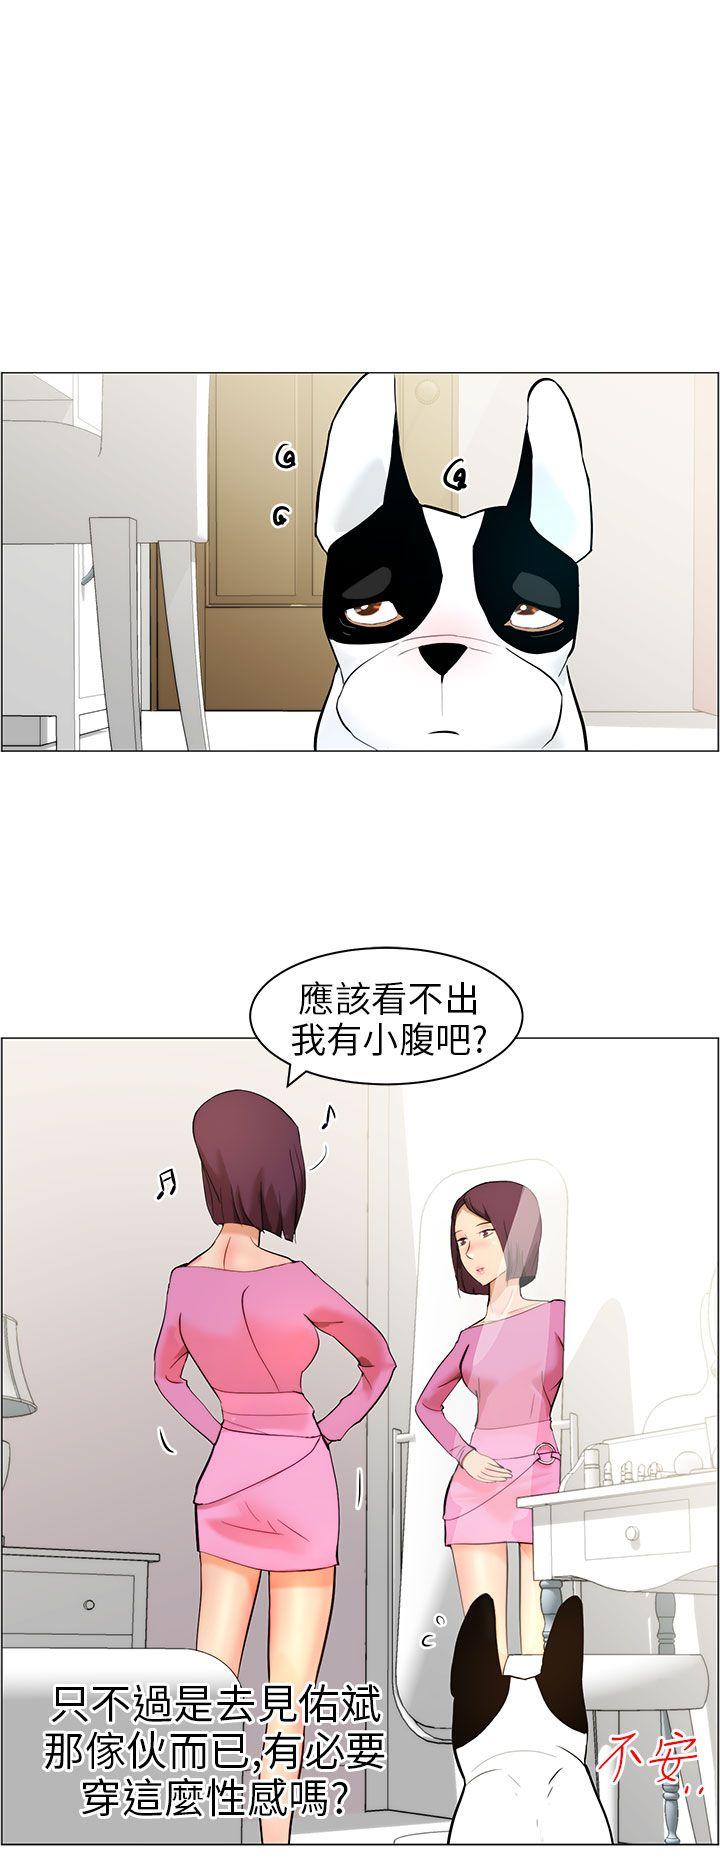 應該看不出
我有小腹吧?
只不過是去見佑斌
那傢伙而已,有必要
穿這麼性感嗎?
不安..